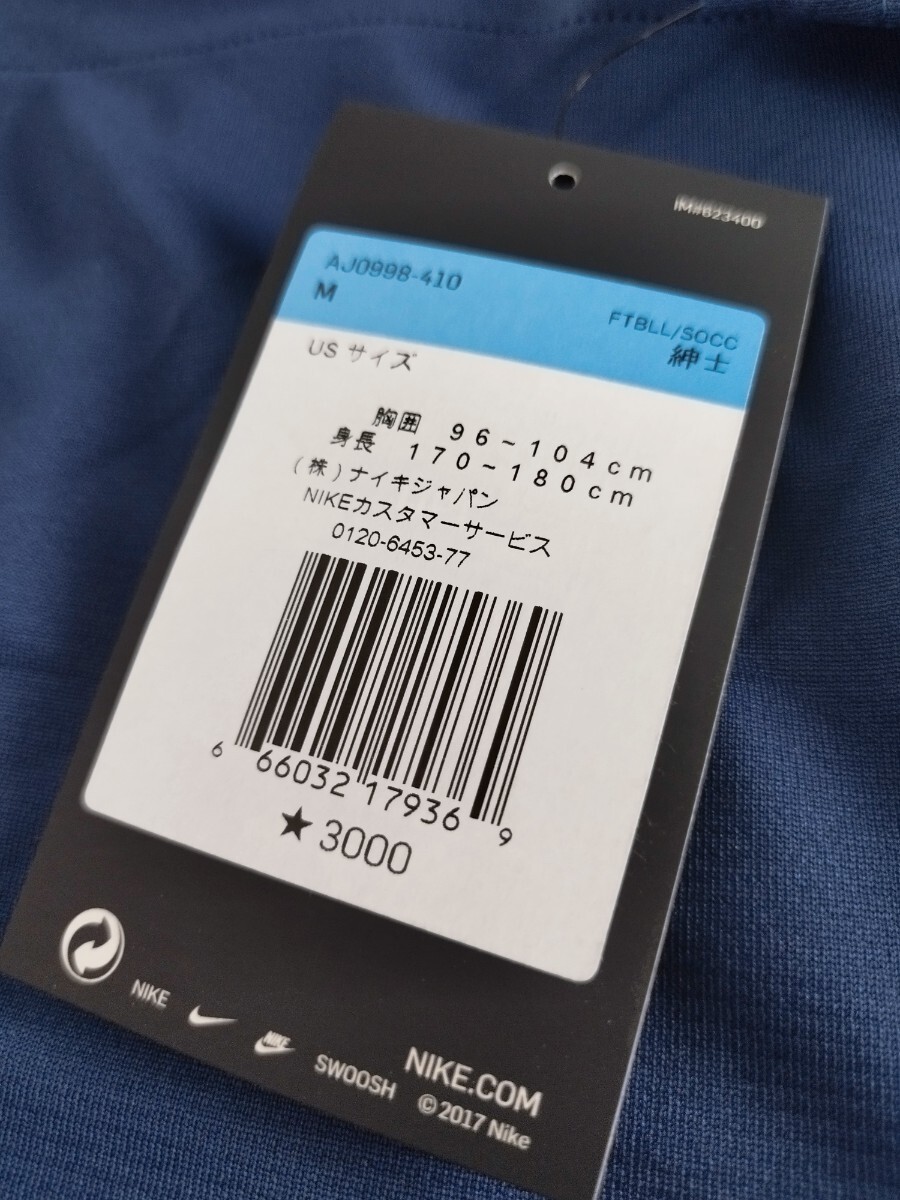 IM#623400
AJ0998-410
M
FTBLL/SOCC
紳士
US サイズ
胸囲 96~104cm
身長 170~180cm
(株)ナイキジャパン
NIKEカスタマーサービス
0120-6453-77
6 66032 17936 9
★3000
NIKE
NIKE
SWOOSH
NIKE.COM
©2017 Nike